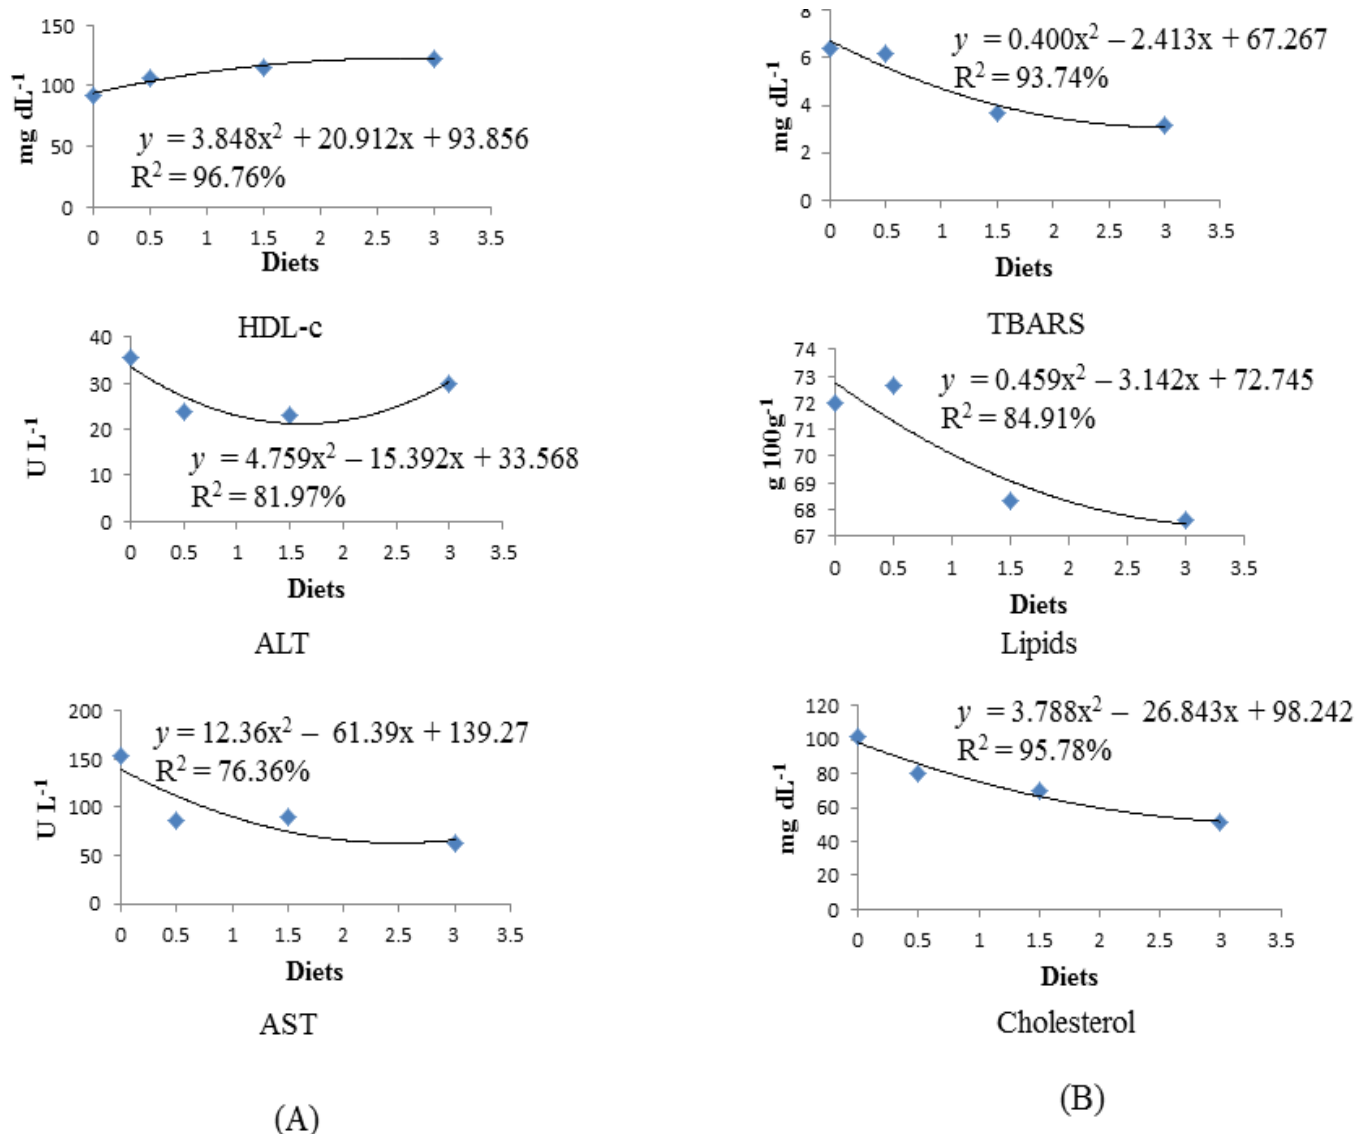 150
100
50
0
mg dL-1
y = 3.848x² + 20.912x + 93.856
R² = 96.76%
0 0.5 1 1.5 2 2.5 3 3.5
Diets
HDL-c
40
30
20
10
0
U L-1
y = 4.759x² – 15.392x + 33.568
R² = 81.97%
0 0.5 1 1.5 2 2.5 3 3.5
Diets
ALT
200
150
100
50
0
U L-1
y = 12.36x² – 61.39x + 139.27
R² = 76.36%
0 0.5 1 1.5 2 2.5 3 3.5
Diets
AST
(A)
8
6
4
2
0
mg dL-1
y = 0.400x² – 2.413x + 67.267
R² = 93.74%
0 0.5 1 1.5 2 2.5 3 3.5
Diets
TBARS
74
73
72
71
70
69
68
67
g 100g-1
y = 0.459x² – 3.142x + 72.745
R² = 84.91%
0 0.5 1 1.5 2 2.5 3 3.5
Diets
Lipids
120
100
80
60
40
20
0
mg dL-1
y = 3.788x² – 26.843x + 98.242
R² = 95.78%
0 0.5 1 1.5 2 2.5 3 3.5
Diets
Cholesterol
(B)